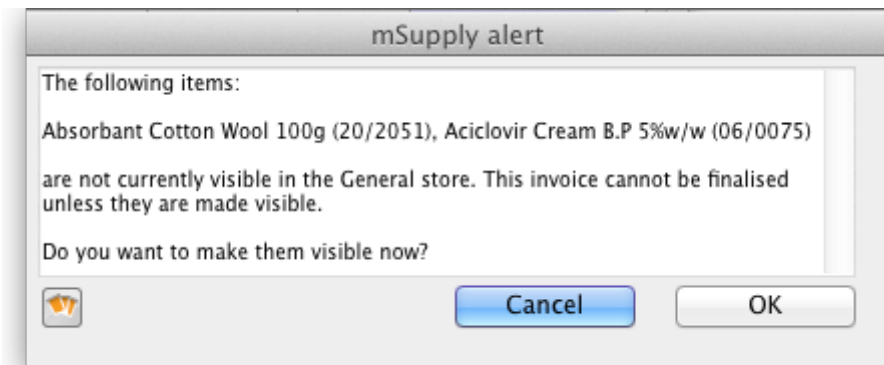 mSupply alert
The following items:
Absorbant Cotton Wool 100g (20/2051), Aciclovir Cream B.P 5%w/w (06/0075)
are not currently visible in the General store. This invoice cannot be finalised
unless they are made visible.
Do you want to make them visible now?
Cancel
OK